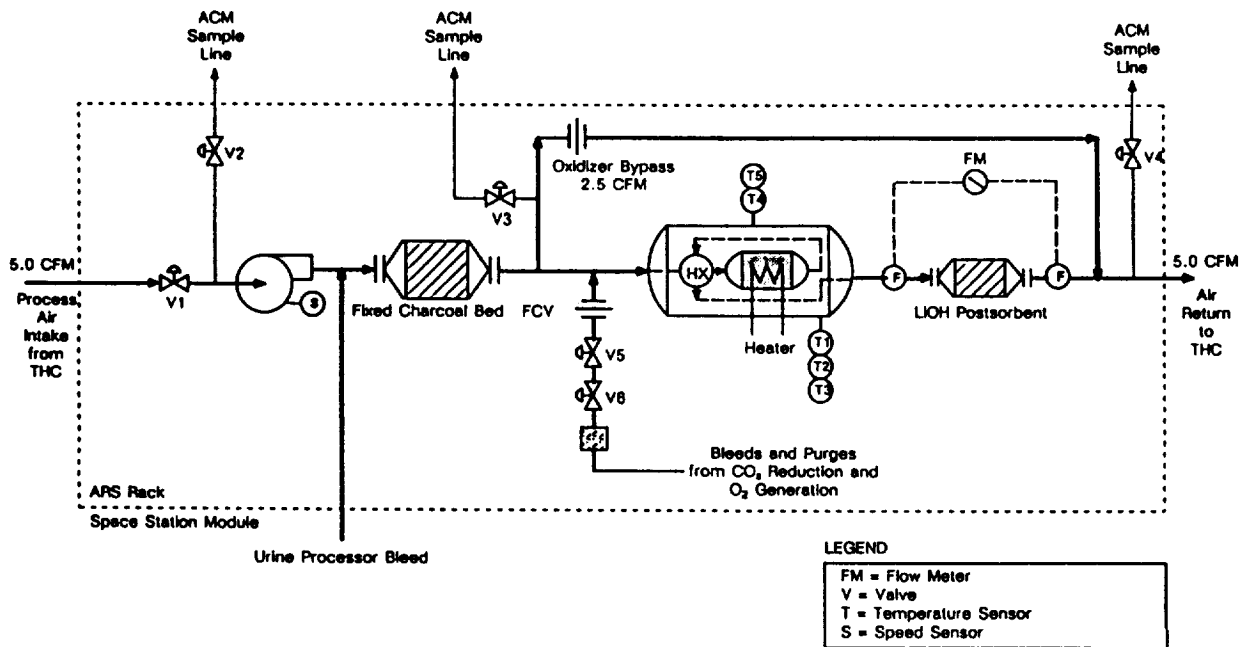 ACM
Sample
Line
ACM
Sample
Line
ACM
Sample
Line
V2
V3
Oxidizer Bypass
2.5 CFM
T5
T4
FM
V4
5.0 CFM
Process
Air
Intake
from
THC
V1
S
Fixed Charcoal Bed
FCV
HX
Heater
F
F
LIOH Postsorbent
5.0 CFM
Air
Return
to
THC
V5
V6
T1
T2
T3
Bleeds and Purges
from CO₂ Reduction and
O₂ Generation
ARS Rack
Space Station Module
Urine Processor Bleed
LEGEND
FM = Flow Meter
V = Valve
T = Temperature Sensor
S = Speed Sensor